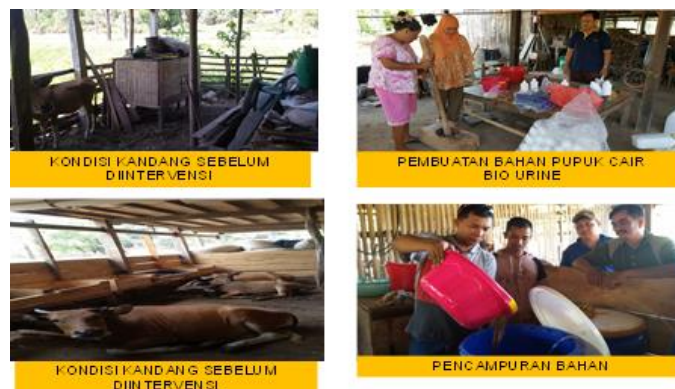 KONDISI KANDANG SEBELUM
DIINTERVENSI
PEMBUATAN BAHAN PUPUK CAIR
BIO URINE
KONDISI KANDANG SEBELUM
DIINTERVENSI
PENCAMPURAN BAHAN